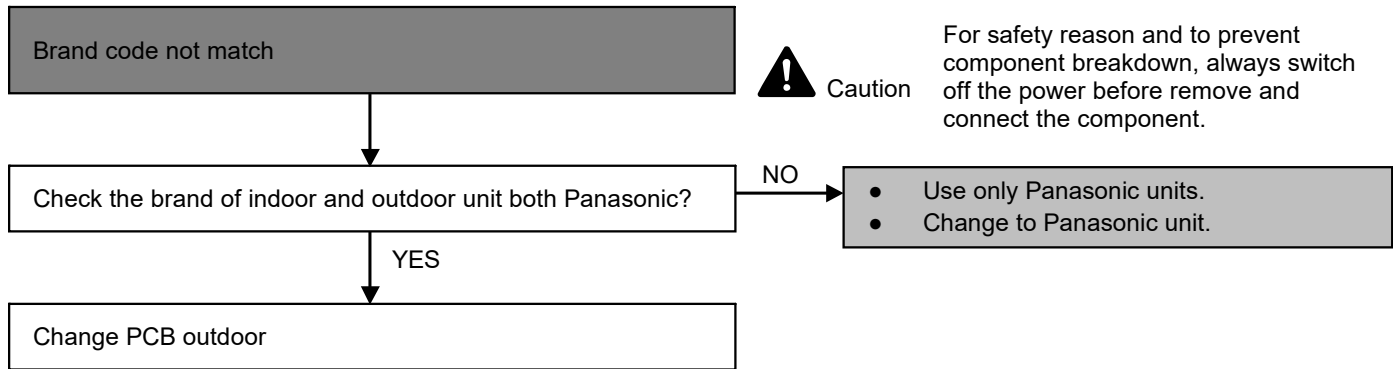 Brand code not match
Caution
For safety reason and to prevent
component breakdown, always switch
off the power before remove and
connect the component.
Check the brand of indoor and outdoor unit both Panasonic?
NO
● Use only Panasonic units.
● Change to Panasonic unit.
YES
Change PCB outdoor